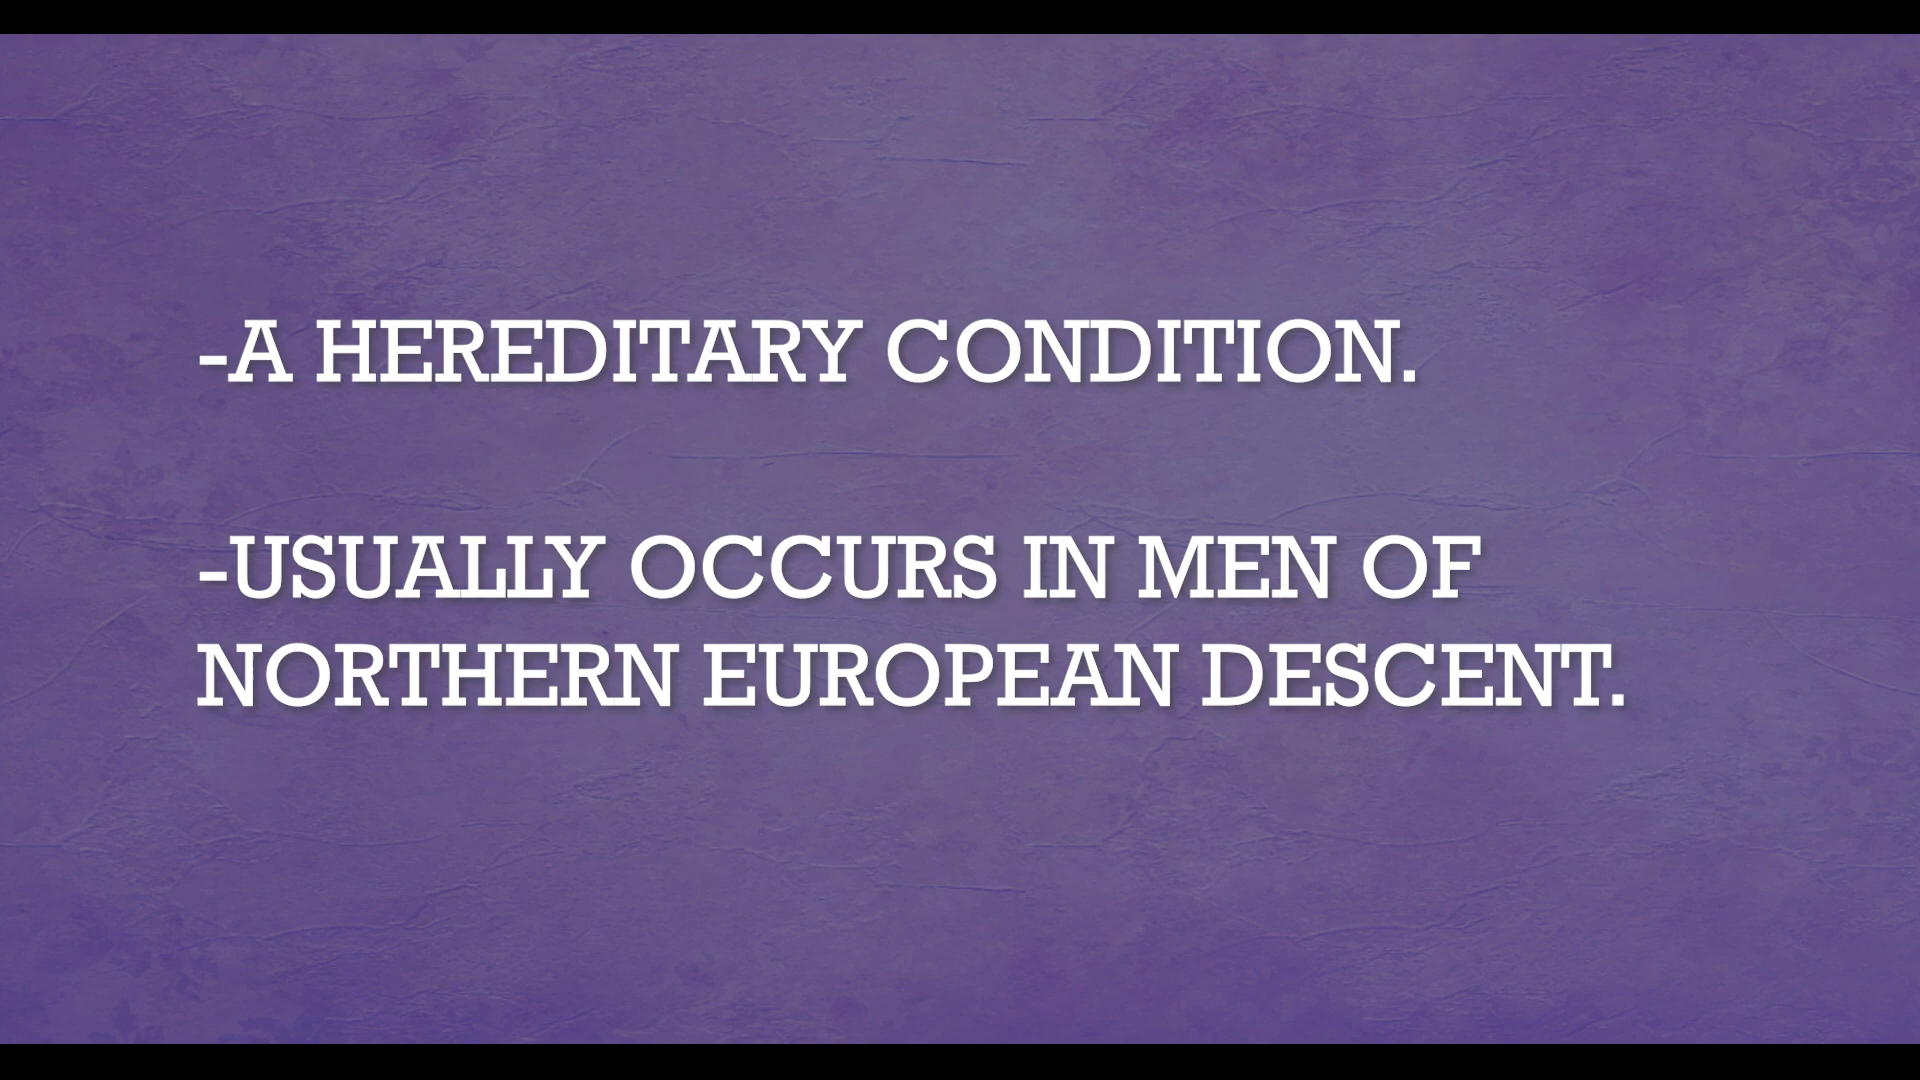 -A HEREDITARY CONDITION.
-USUALLY OCCURS IN MEN OF
NORTHERN EUROPEAN DESCENT.